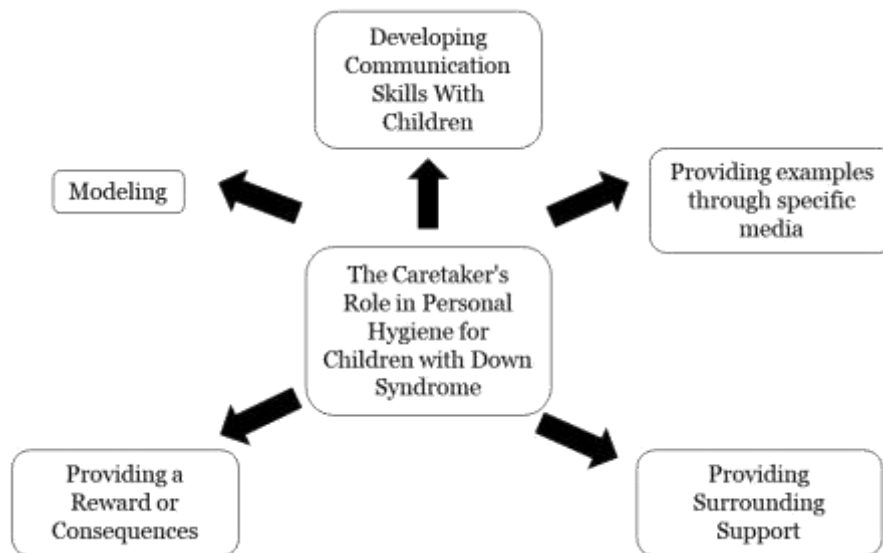 Developing
Communication
Skills With
Children
Modeling
Providing examples
through specific
media
The Caretaker's
Role in Personal
Hygiene for
Children with Down
Syndrome
Providing a
Reward or
Consequences
Providing
Surrounding
Support